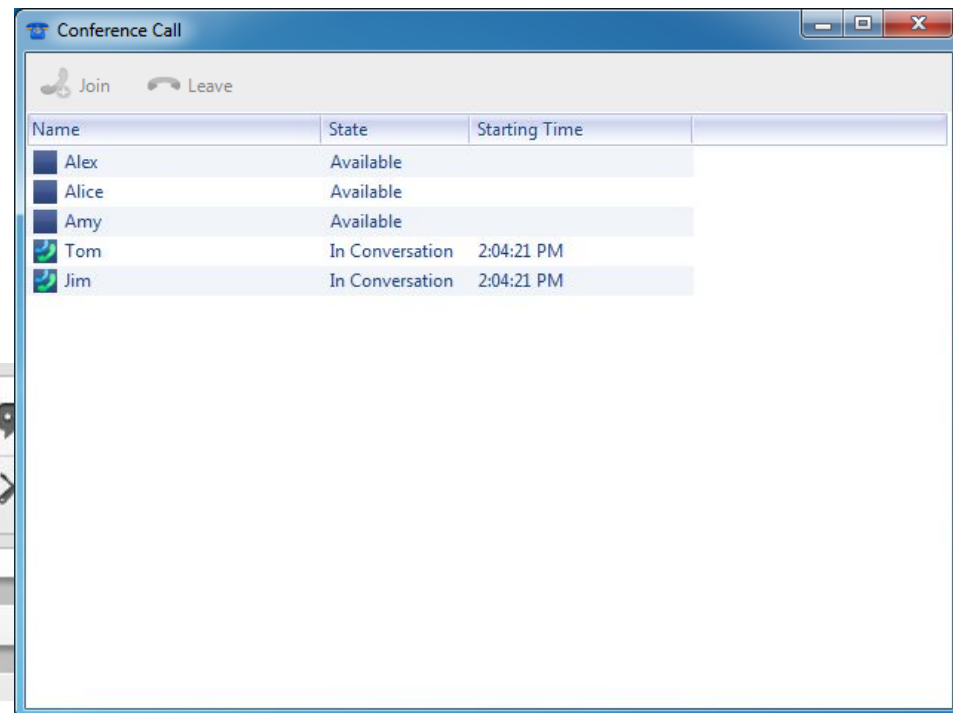 Conference Call
Join Leave
Name State Starting Time
Alex Available
Alice Available
Amy Available
Tom In Conversation 2:04:21 PM
Jim In Conversation 2:04:21 PM